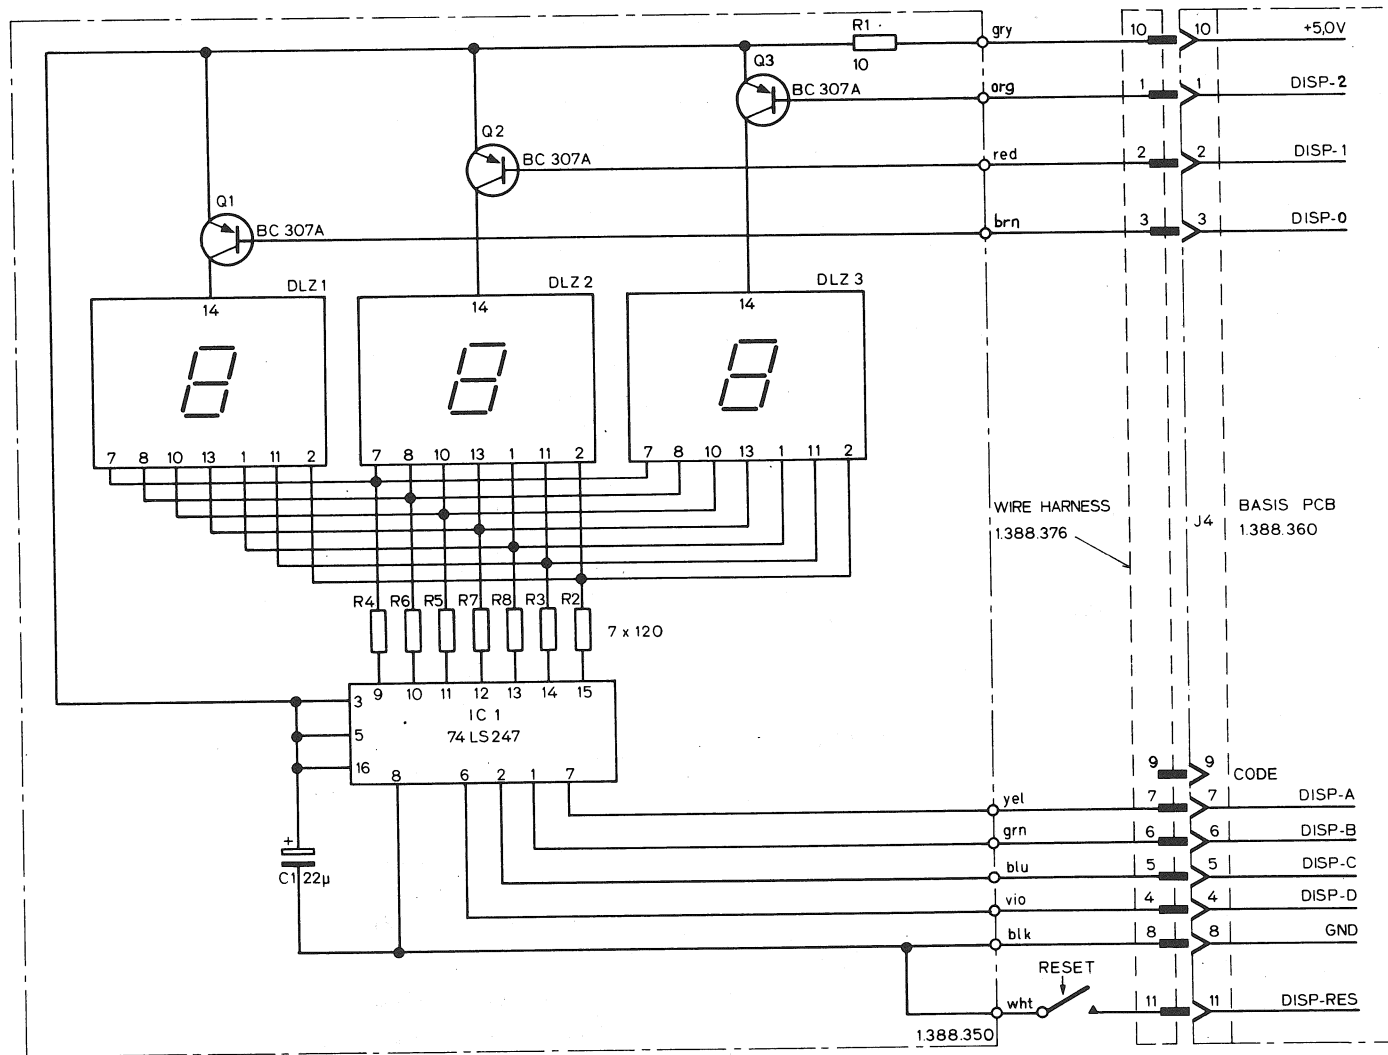 R1 gry 10 10 +5,0V
10
Q3
BC 307A org 1 1 DISP-2
Q2
BC 307A red 2 2 DISP-1
Q1
BC 307A brn 3 3 DISP-0
DLZ 1 DLZ 2 DLZ 3
14 14 14
7 8 10 13 1 11 2 7 8 10 13 1 11 2 7 8 10 13 1 11 2
WIRE HARNESS
1.388.376
J4
BASIS PCB
1.388.360
R4 R6 R5 R7 R8 R3 R2
7 x 120
9 10 11 12 13 14 15
3
IC 1
5 74 LS247
16
8 6 2 1 7
9 9 CODE
yel 7 7 DISP-A
grn 6 6 DISP-B
blu 5 5 DISP-C
vio 4 4 DISP-D
blk 8 8 GND
+
C1 22µ
RESET
wht 11 11 DISP-RES
1.388.350